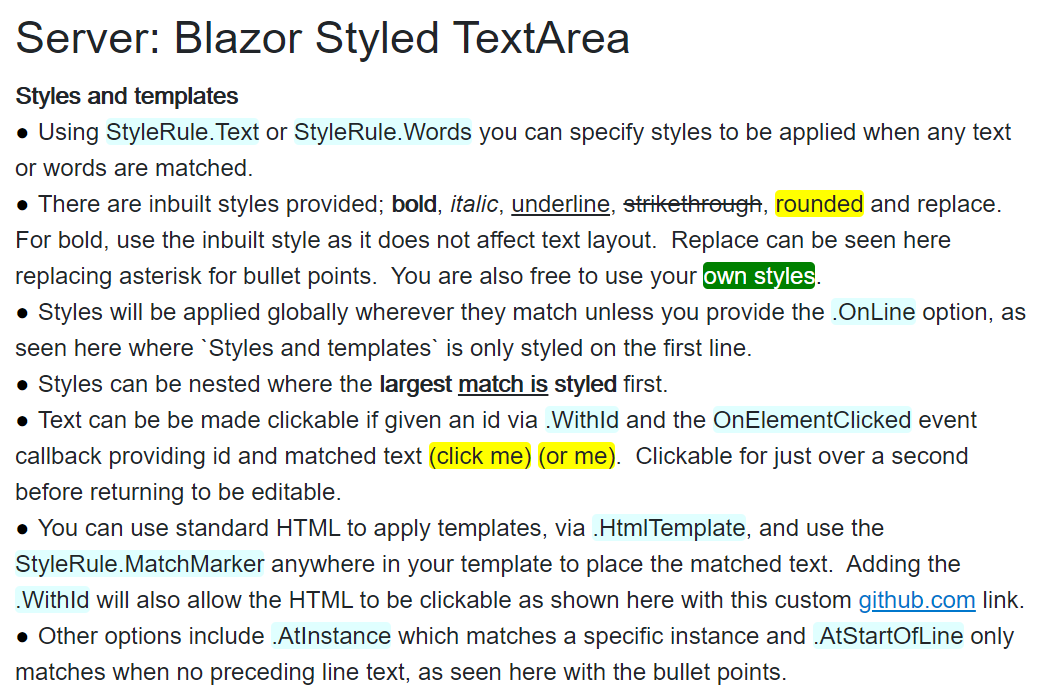 Server: Blazor Styled TextArea
Styles and templates
● Using StyleRule.Text or StyleRule.Words you can specify styles to be applied when any text
or words are matched.
● There are inbuilt styles provided; bold, italic, underline, strikethrough, rounded and replace.
For bold, use the inbuilt style as it does not affect text layout.  Replace can be seen here
replacing asterisk for bullet points.  You are also free to use your own styles.
● Styles will be applied globally wherever they match unless you provide the .OnLine option, as
seen here where `Styles and templates` is only styled on the first line.
● Styles can be nested where the largest match is styled first.
● Text can be be made clickable if given an id via .WithId and the OnElementClicked event
callback providing id and matched text (click me) (or me).  Clickable for just over a second
before returning to be editable.
● You can use standard HTML to apply templates, via .HtmlTemplate, and use the
StyleRule.MatchMarker anywhere in your template to place the matched text.  Adding the
.WithId will also allow the HTML to be clickable as shown here with this custom github.com link.
● Other options include .AtInstance which matches a specific instance and .AtStartOfLine only
matches when no preceding line text, as seen here with the bullet points.